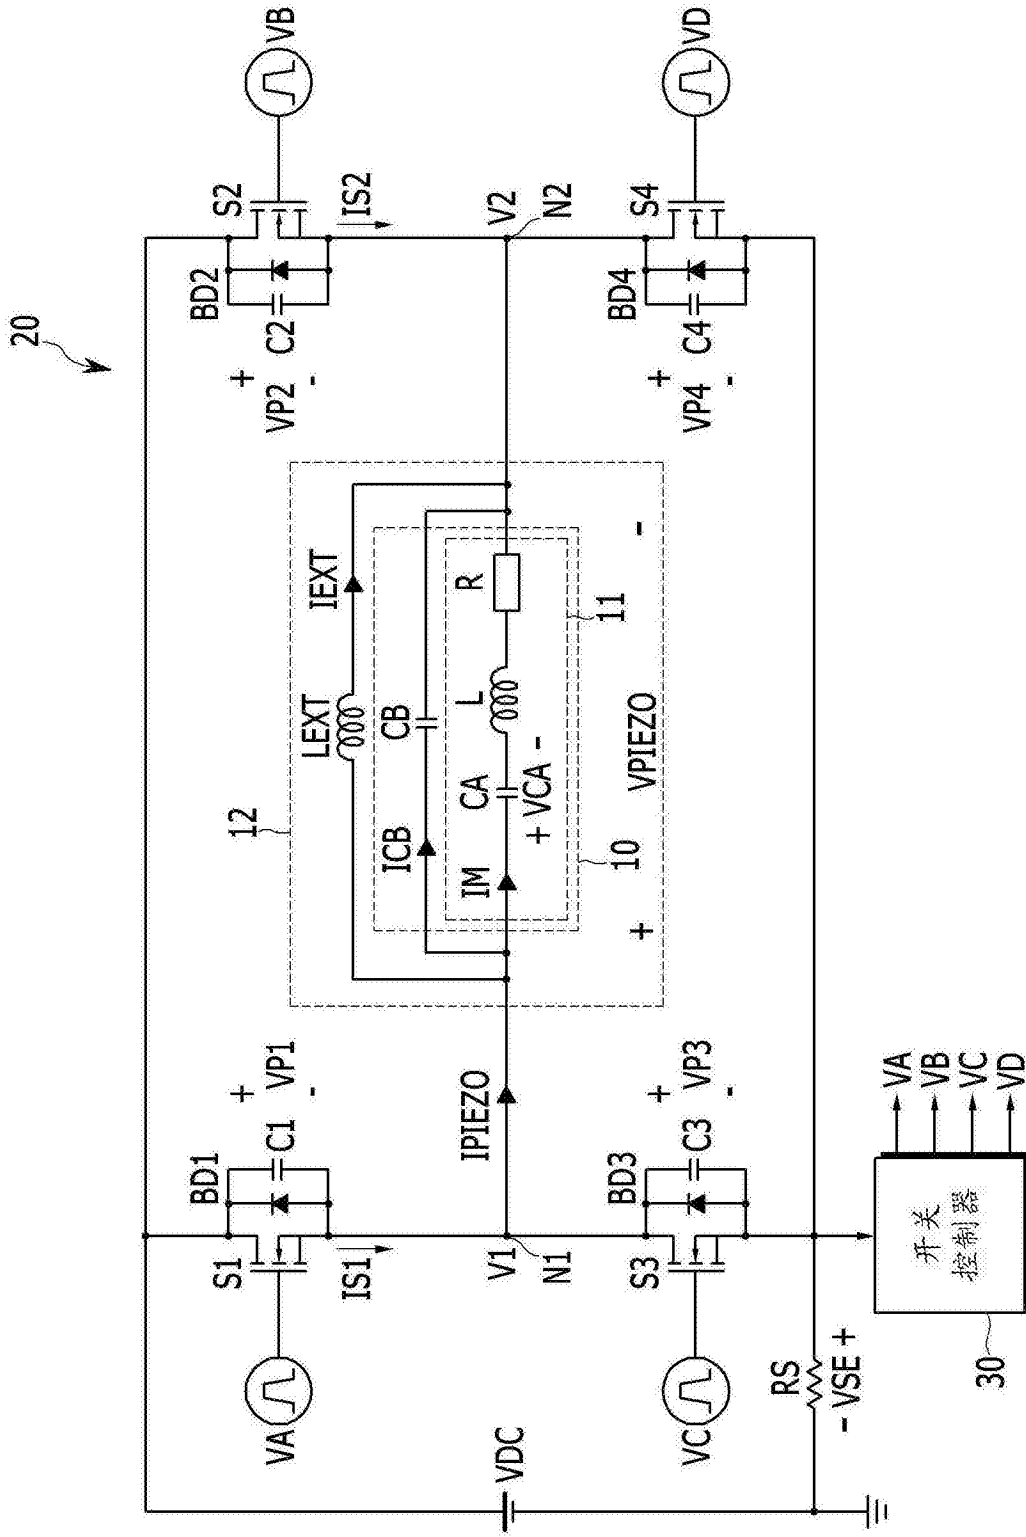 20
VA
S1
BD1
C1
+
VP1
-
IS1
VB
S2
BD2
C2
+
VP2
-
IS2
12
LEXT
IEXT
ICB
CB
IM
CA
L
R
+ VCA -
10
11
+
VPIEZO
-
IPIEZO
V1
N1
V2
N2
VDC
VC
S3
BD3
C3
+
VP3
-
VD
S4
BD4
C4
+
VP4
-
RS
- VSE +
30
开关
控制器
VA
VB
VC
VD